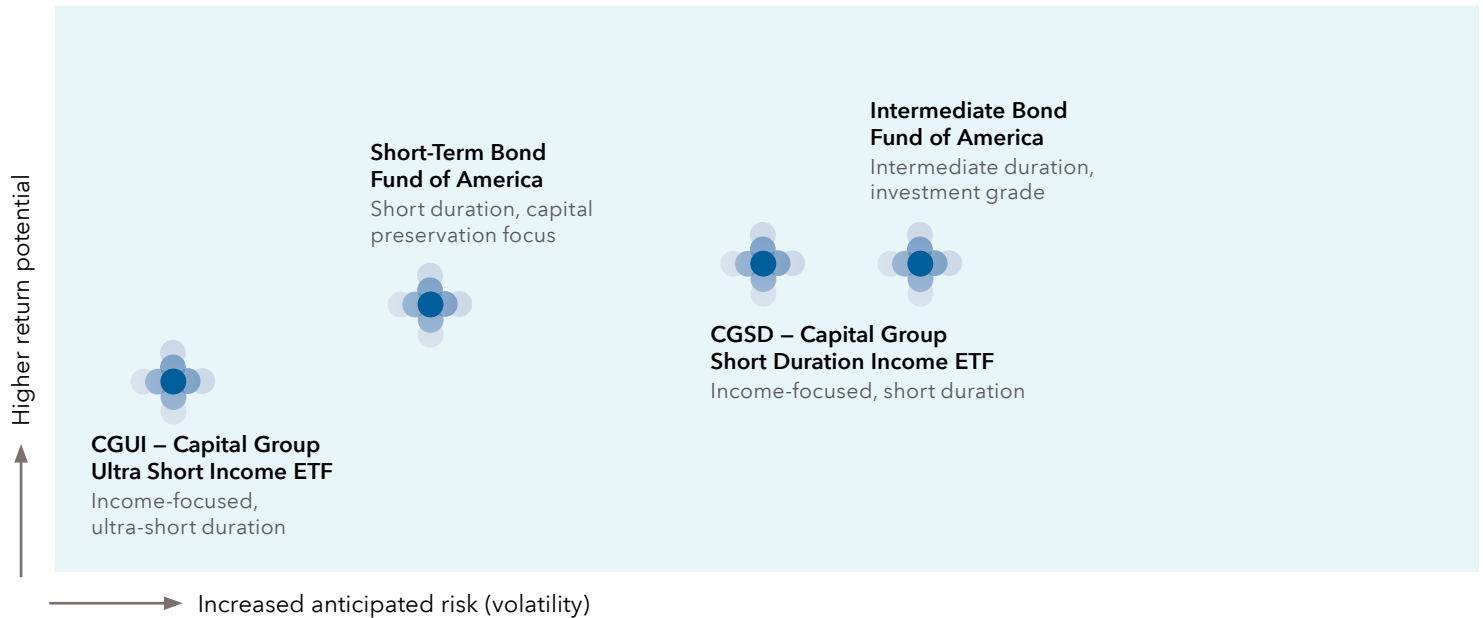 Higher return potential
Intermediate Bond
Fund of America
Intermediate duration,
investment grade
Short-Term Bond
Fund of America
Short duration, capital
preservation focus
CGSD – Capital Group
Short Duration Income ETF
Income-focused, short duration
CGUI – Capital Group
Ultra Short Income ETF
Income-focused,
ultra-short duration
Increased anticipated risk (volatility)